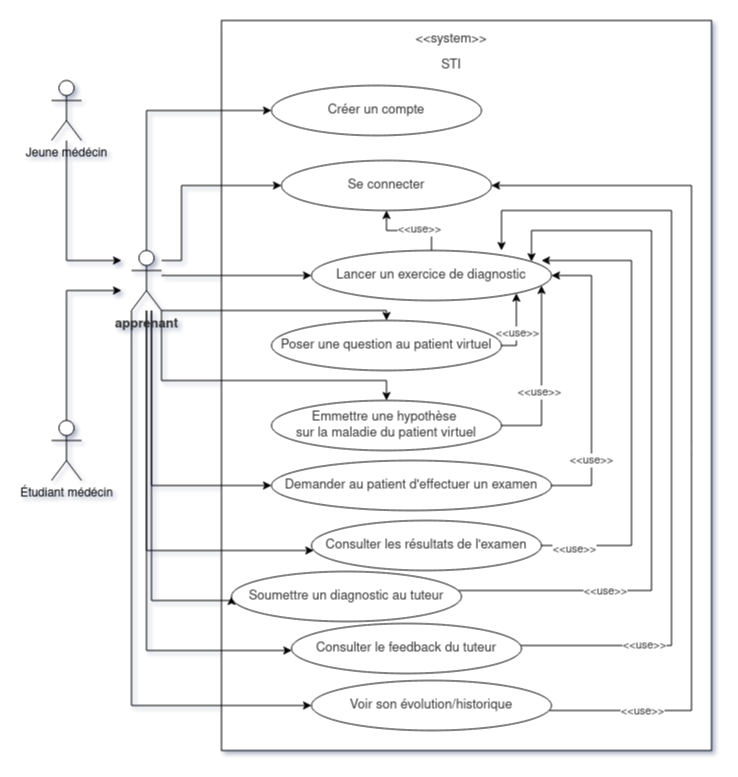 <<system>>
STI
Créer un compte
Jeune médécin
Se connecter
<<use>>
Lancer un exercice de diagnostic
apprenant
<<use>>
Poser une question au patient virtuel
<<use>>
Emmettre une hypothèse
sur la maladie du patient virtuel
<<use>>
Demander au patient d'effectuer un examen
Étudiant médécin
Consulter les résultats de l'examen
<<use>>
Soumettre un diagnostic au tuteur
<<use>>
Consulter le feedback du tuteur
<<use>>
Voir son évolution/historique
<<use>>